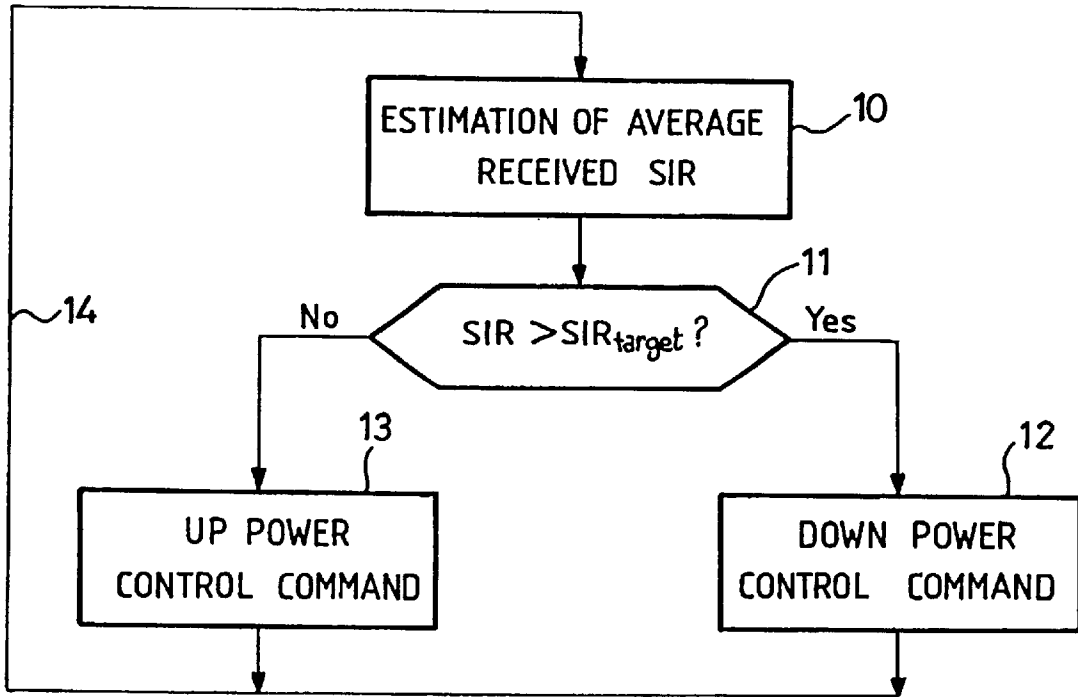 ESTIMATION OF AVERAGE
RECEIVED SIR
10
11
SIR >SIRtarget ?
No
Yes
14
13
12
UP POWER
CONTROL COMMAND
DOWN POWER
CONTROL COMMAND